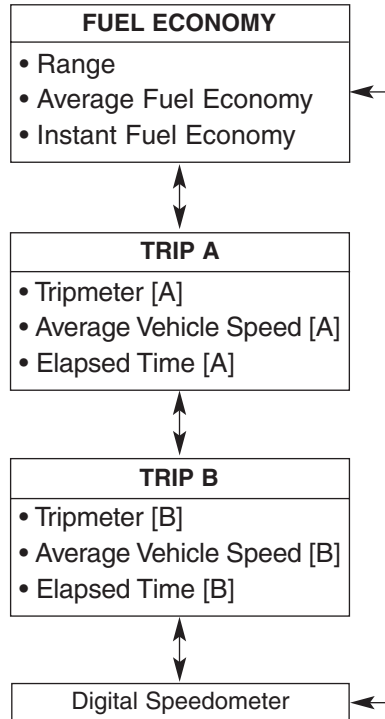 FUEL ECONOMY
• Range
• Average Fuel Economy
• Instant Fuel Economy
TRIP A
• Tripmeter [A]
• Average Vehicle Speed [A]
• Elapsed Time [A]
TRIP B
• Tripmeter [B]
• Average Vehicle Speed [B]
• Elapsed Time [B]
Digital Speedometer